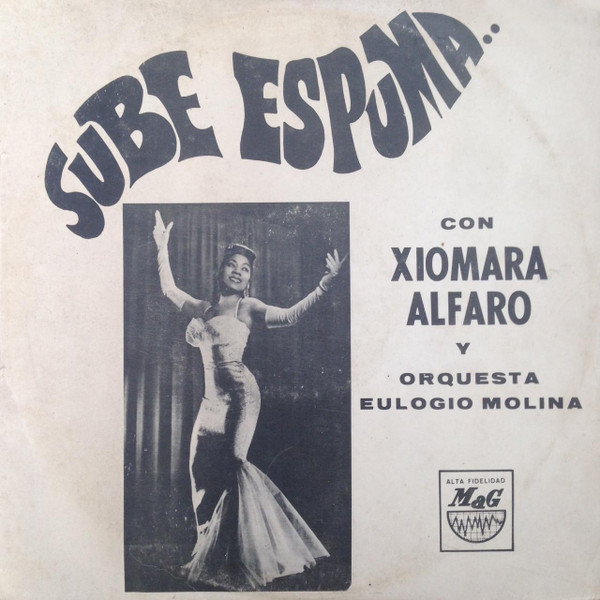 SUBE ESPUMA..
CON
XIOMARA
ALFARO
Y
ORQUESTA
EULOGIO MOLINA
ALTA FIDELIDAD
MaG